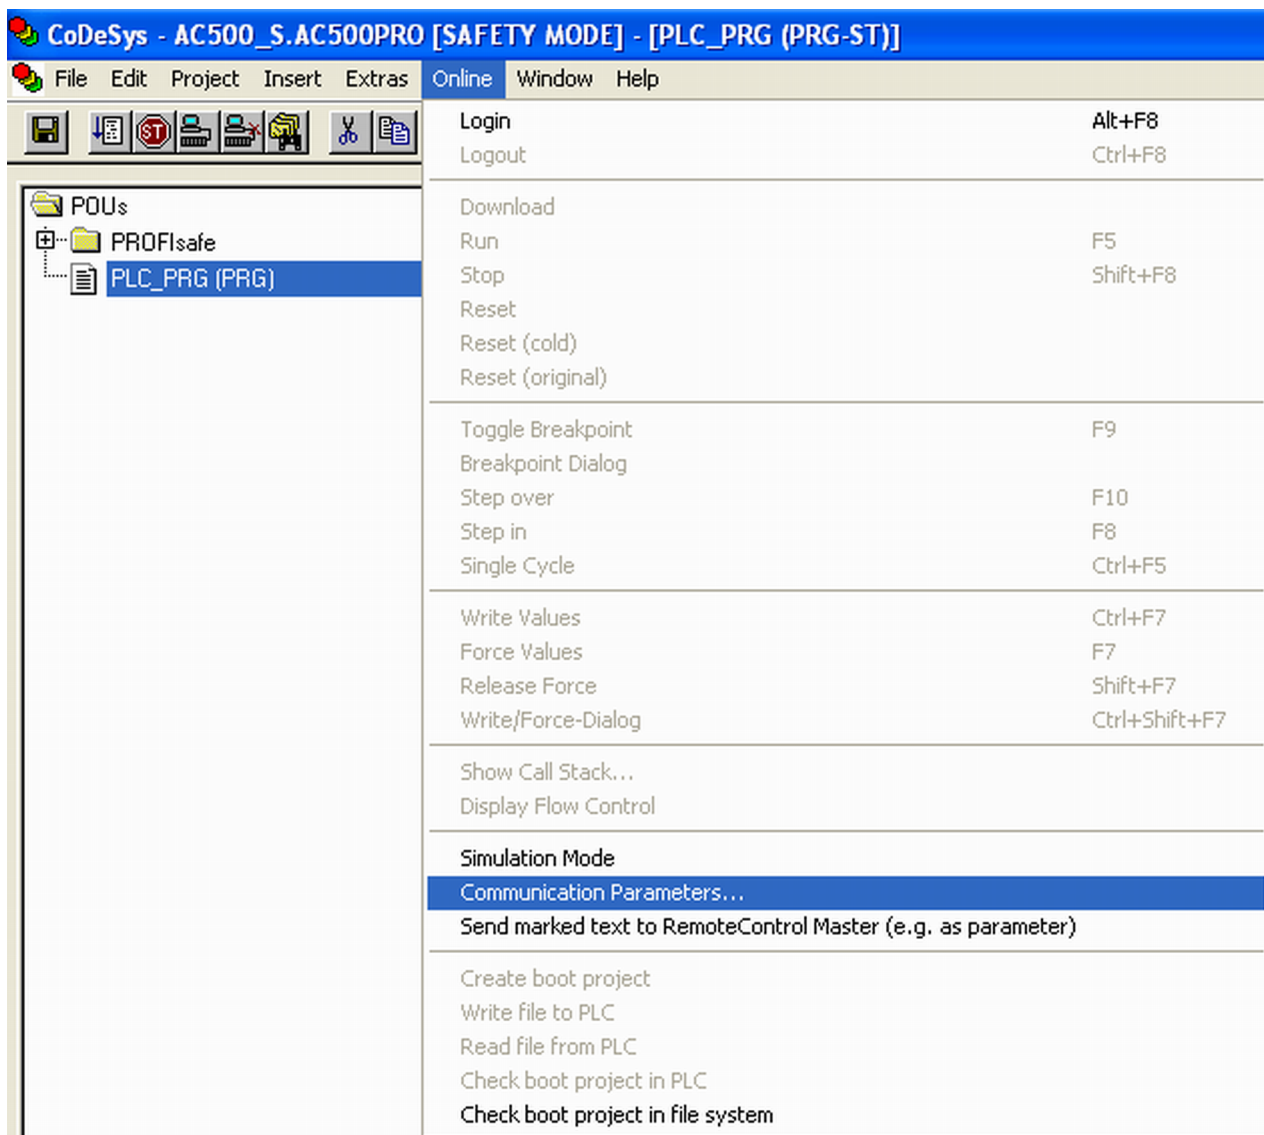 CoDeSys - AC500_S.AC500PRO [SAFETY MODE] - [PLC_PRG (PRG-ST)]
File Edit Project Insert Extras Online Window Help
ST
POUs
PROFIsafe
PLC_PRG (PRG)
Login Alt+F8
Logout Ctrl+F8
Download
Run F5
Stop Shift+F8
Reset
Reset (cold)
Reset (original)
Toggle Breakpoint F9
Breakpoint Dialog
Step over F10
Step in F8
Single Cycle Ctrl+F5
Write Values Ctrl+F7
Force Values F7
Release Force Shift+F7
Write/Force-Dialog Ctrl+Shift+F7
Show Call Stack...
Display Flow Control
Simulation Mode
Communication Parameters...
Send marked text to RemoteControl Master (e.g. as parameter)
Create boot project
Write file to PLC
Read file from PLC
Check boot project in PLC
Check boot project in file system